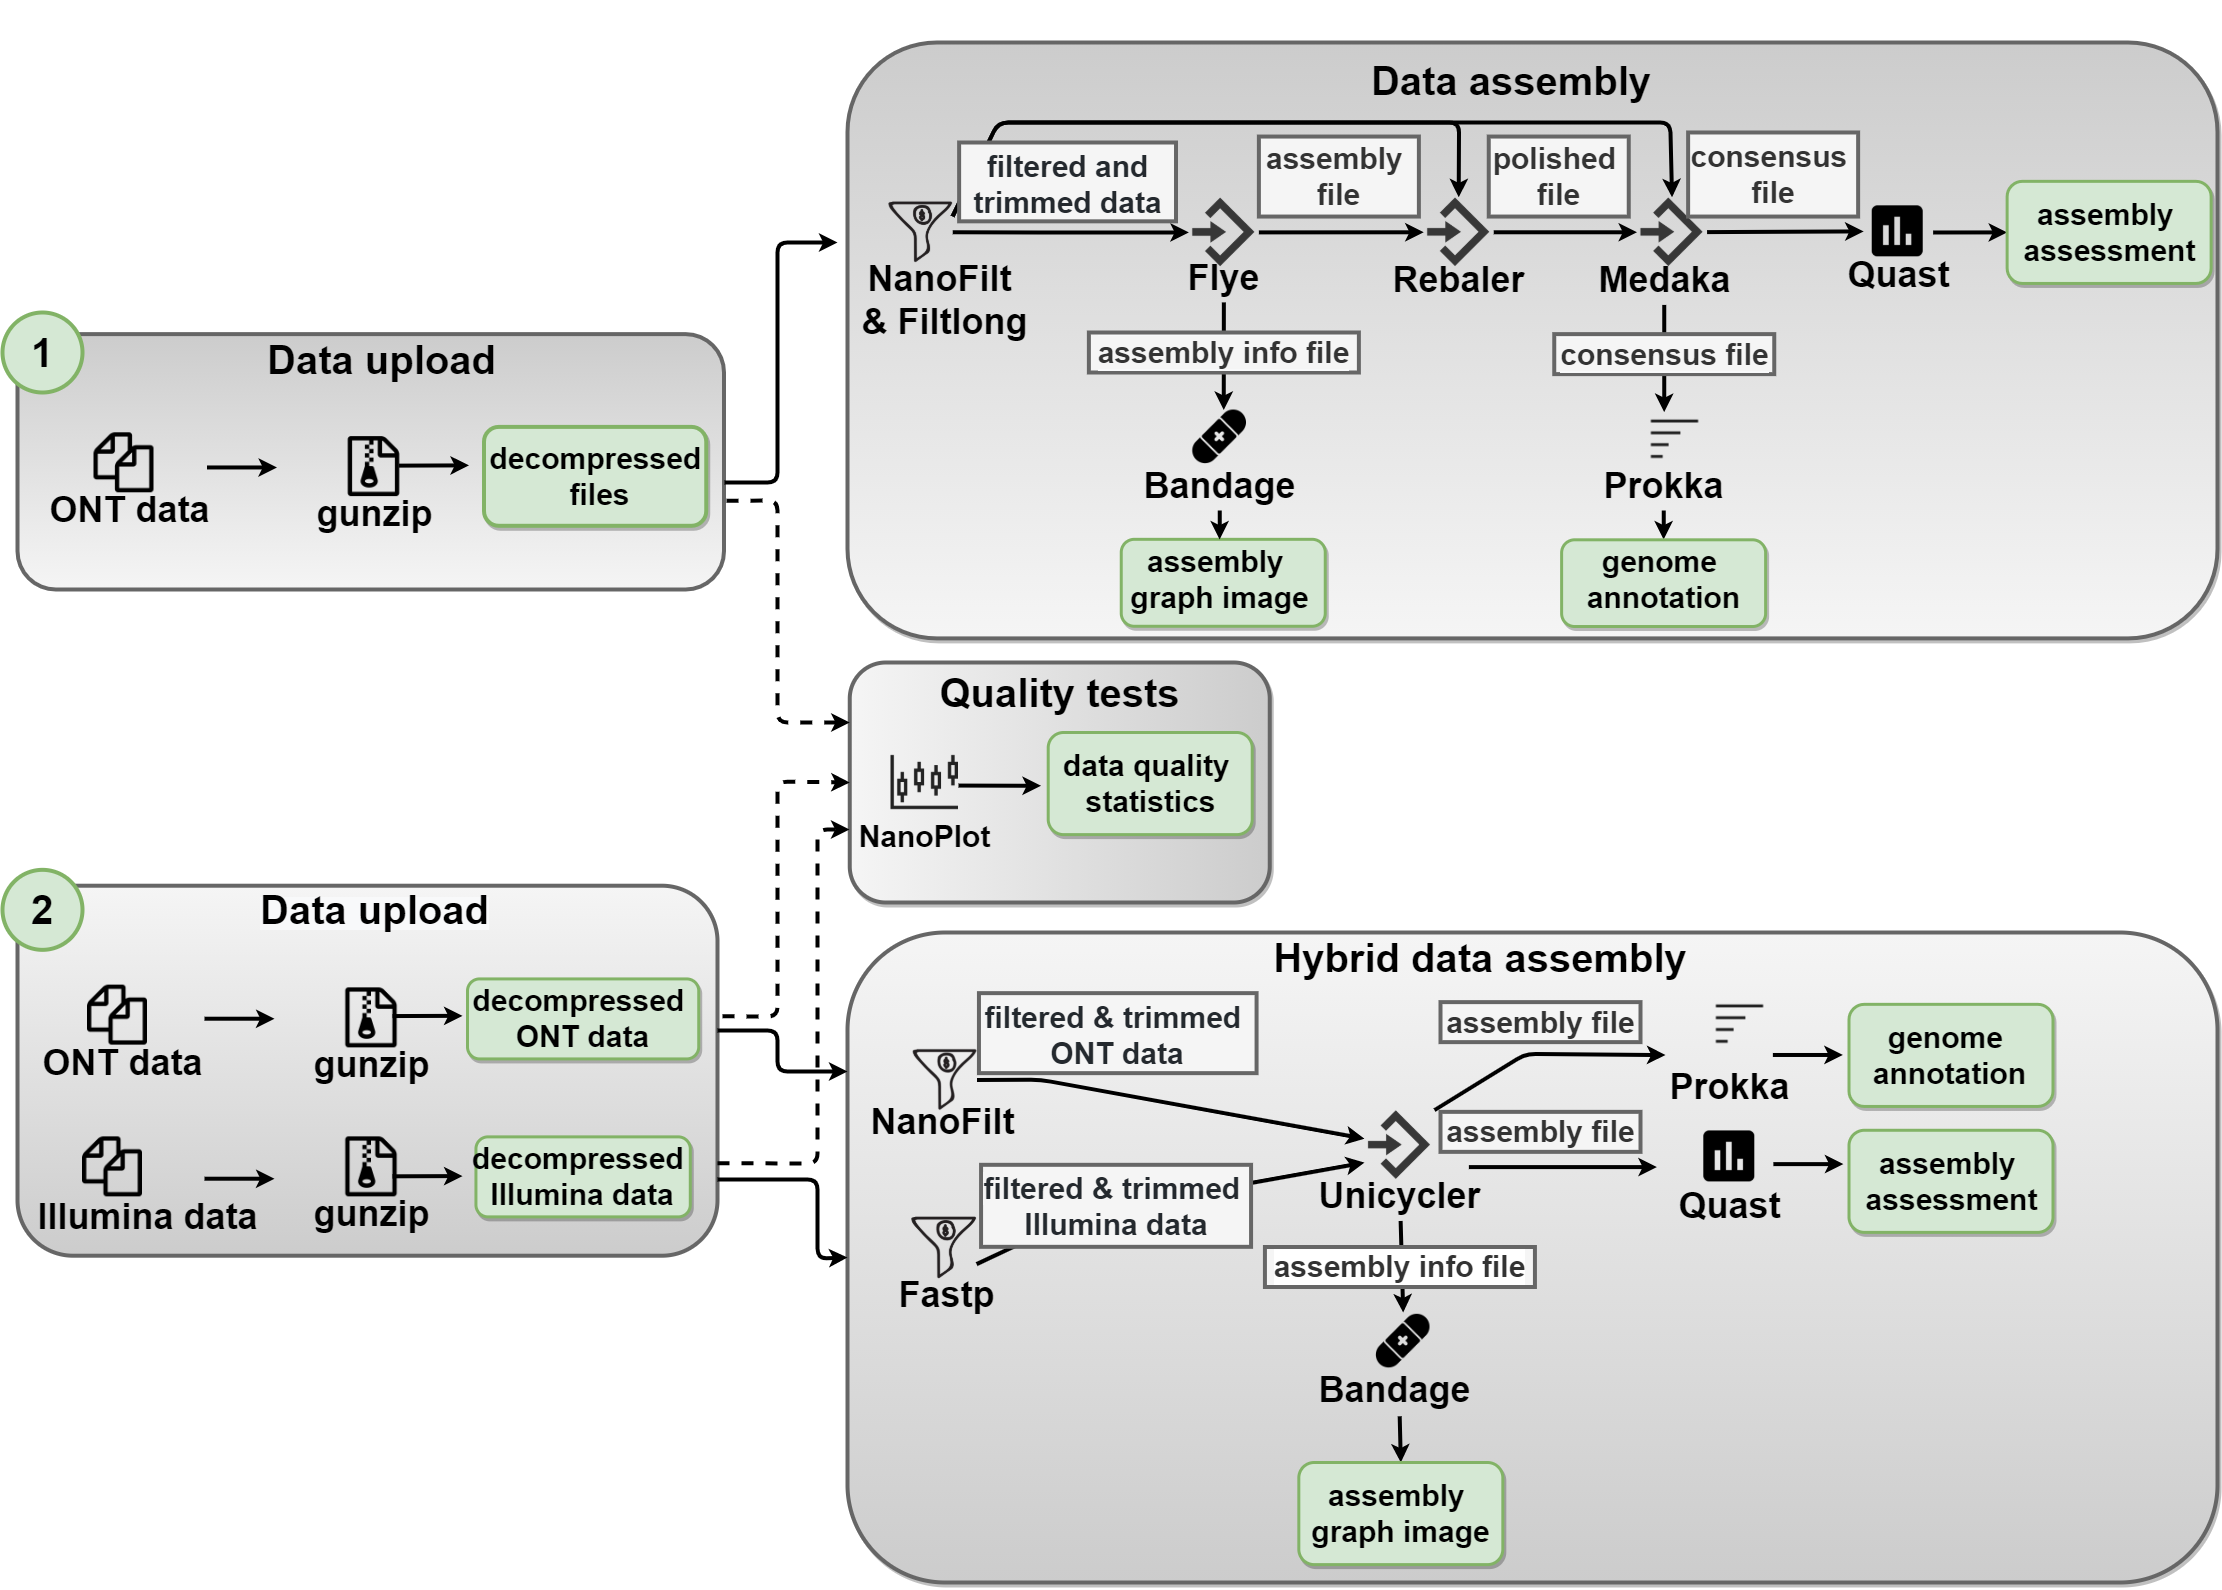 Data assembly
filtered and
trimmed data
assembly
file
polished
file
consensus
file
NanoFilt
& Filtlong
Flye
Rebaler
Medaka
Quast
assembly
assessment
assembly info file
consensus file
Bandage
Prokka
assembly
graph image
genome
annotation
1
Data upload
ONT data
gunzip
decompressed
files
Quality tests
NanoPlot
data quality
statistics
2
Data upload
ONT data
gunzip
decompressed
ONT data
Illumina data
gunzip
decompressed
Illumina data
Hybrid data assembly
filtered & trimmed
ONT data
NanoFilt
filtered & trimmed
Illumina data
Fastp
Unicycler
assembly file
Prokka
genome
annotation
assembly file
Quast
assembly
assessment
assembly info file
Bandage
assembly
graph image